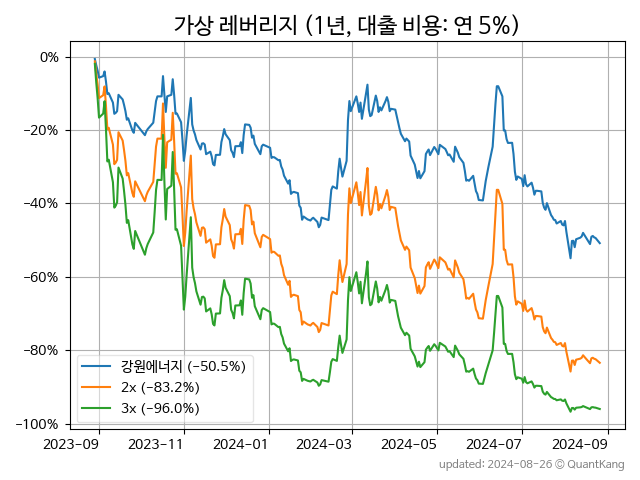 가상 레버리지 (1년, 대출 비용: 연 5%)
0%
−20%
−40%
−60%
−80%
−100%
강원에너지 (−50.5%)
2x (−83.2%)
3x (−96.0%)
2023-09 2023-11 2024-01 2024-03 2024-05 2024-07 2024-09
updated: 2024-08-26 © QuantKang